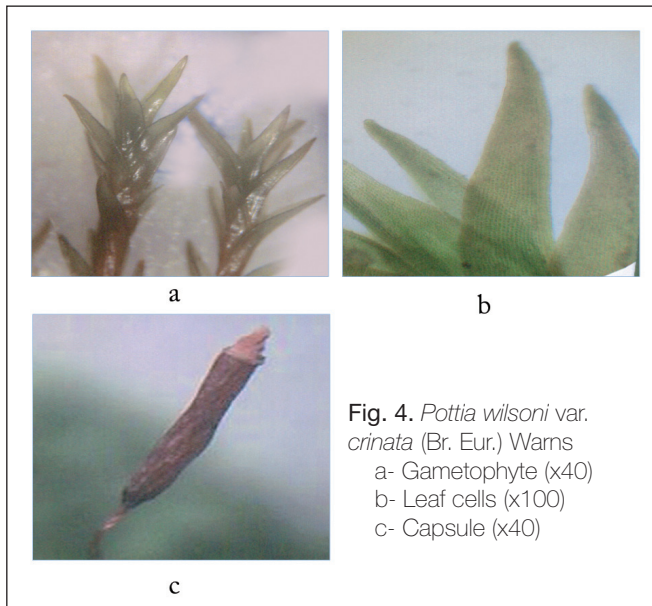 a
b
c
Fig. 4. Pottia wilsoni var.
crinata (Br. Eur.) Warns
a- Gametophyte (x40)
b- Leaf cells (x100)
c- Capsule (x40)